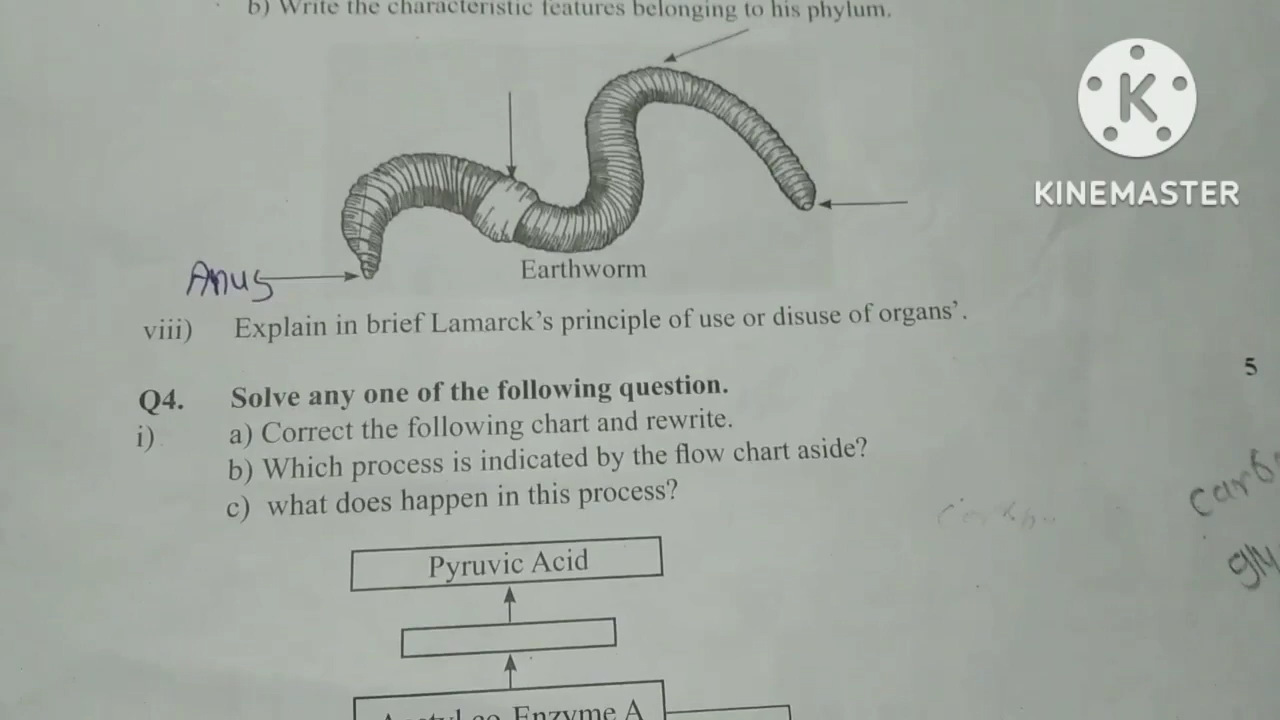 b) Write the characteristic features belonging to his phylum.
K
KINEMASTER
Anus
Earthworm
viii) Explain in brief Lamarck's principle of use or disuse of organs'.
5
Q4. Solve any one of the following question.
i) a) Correct the following chart and rewrite.
b) Which process is indicated by the flow chart aside?
c) what does happen in this process?
Pyruvic Acid
Enzyme A